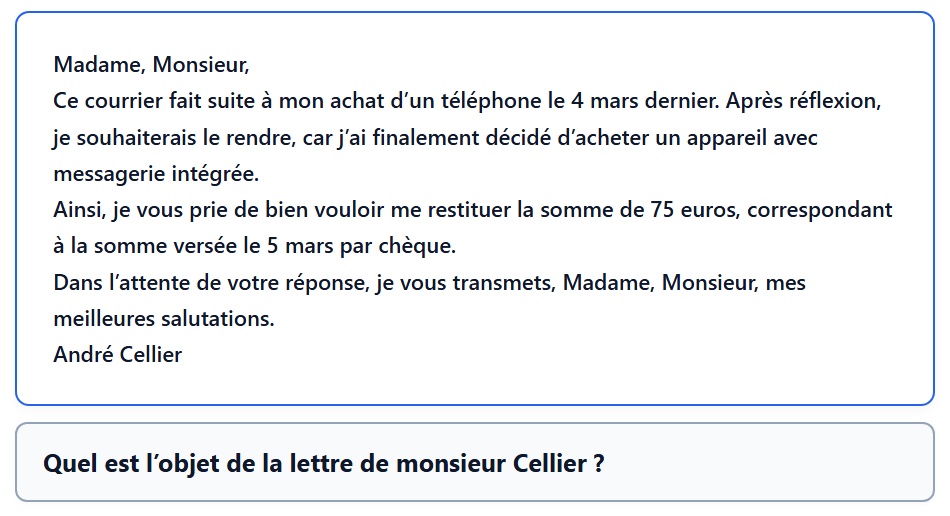 Madame, Monsieur,
Ce courrier fait suite à mon achat d’un téléphone le 4 mars dernier. Après réflexion,
je souhaiterais le rendre, car j’ai finalement décidé d’acheter un appareil avec
messagerie intégrée.
Ainsi, je vous prie de bien vouloir me restituer la somme de 75 euros, correspondant
à la somme versée le 5 mars par chèque.
Dans l’attente de votre réponse, je vous transmets, Madame, Monsieur, mes
meilleures salutations.
André Cellier
Quel est l’objet de la lettre de monsieur Cellier ?